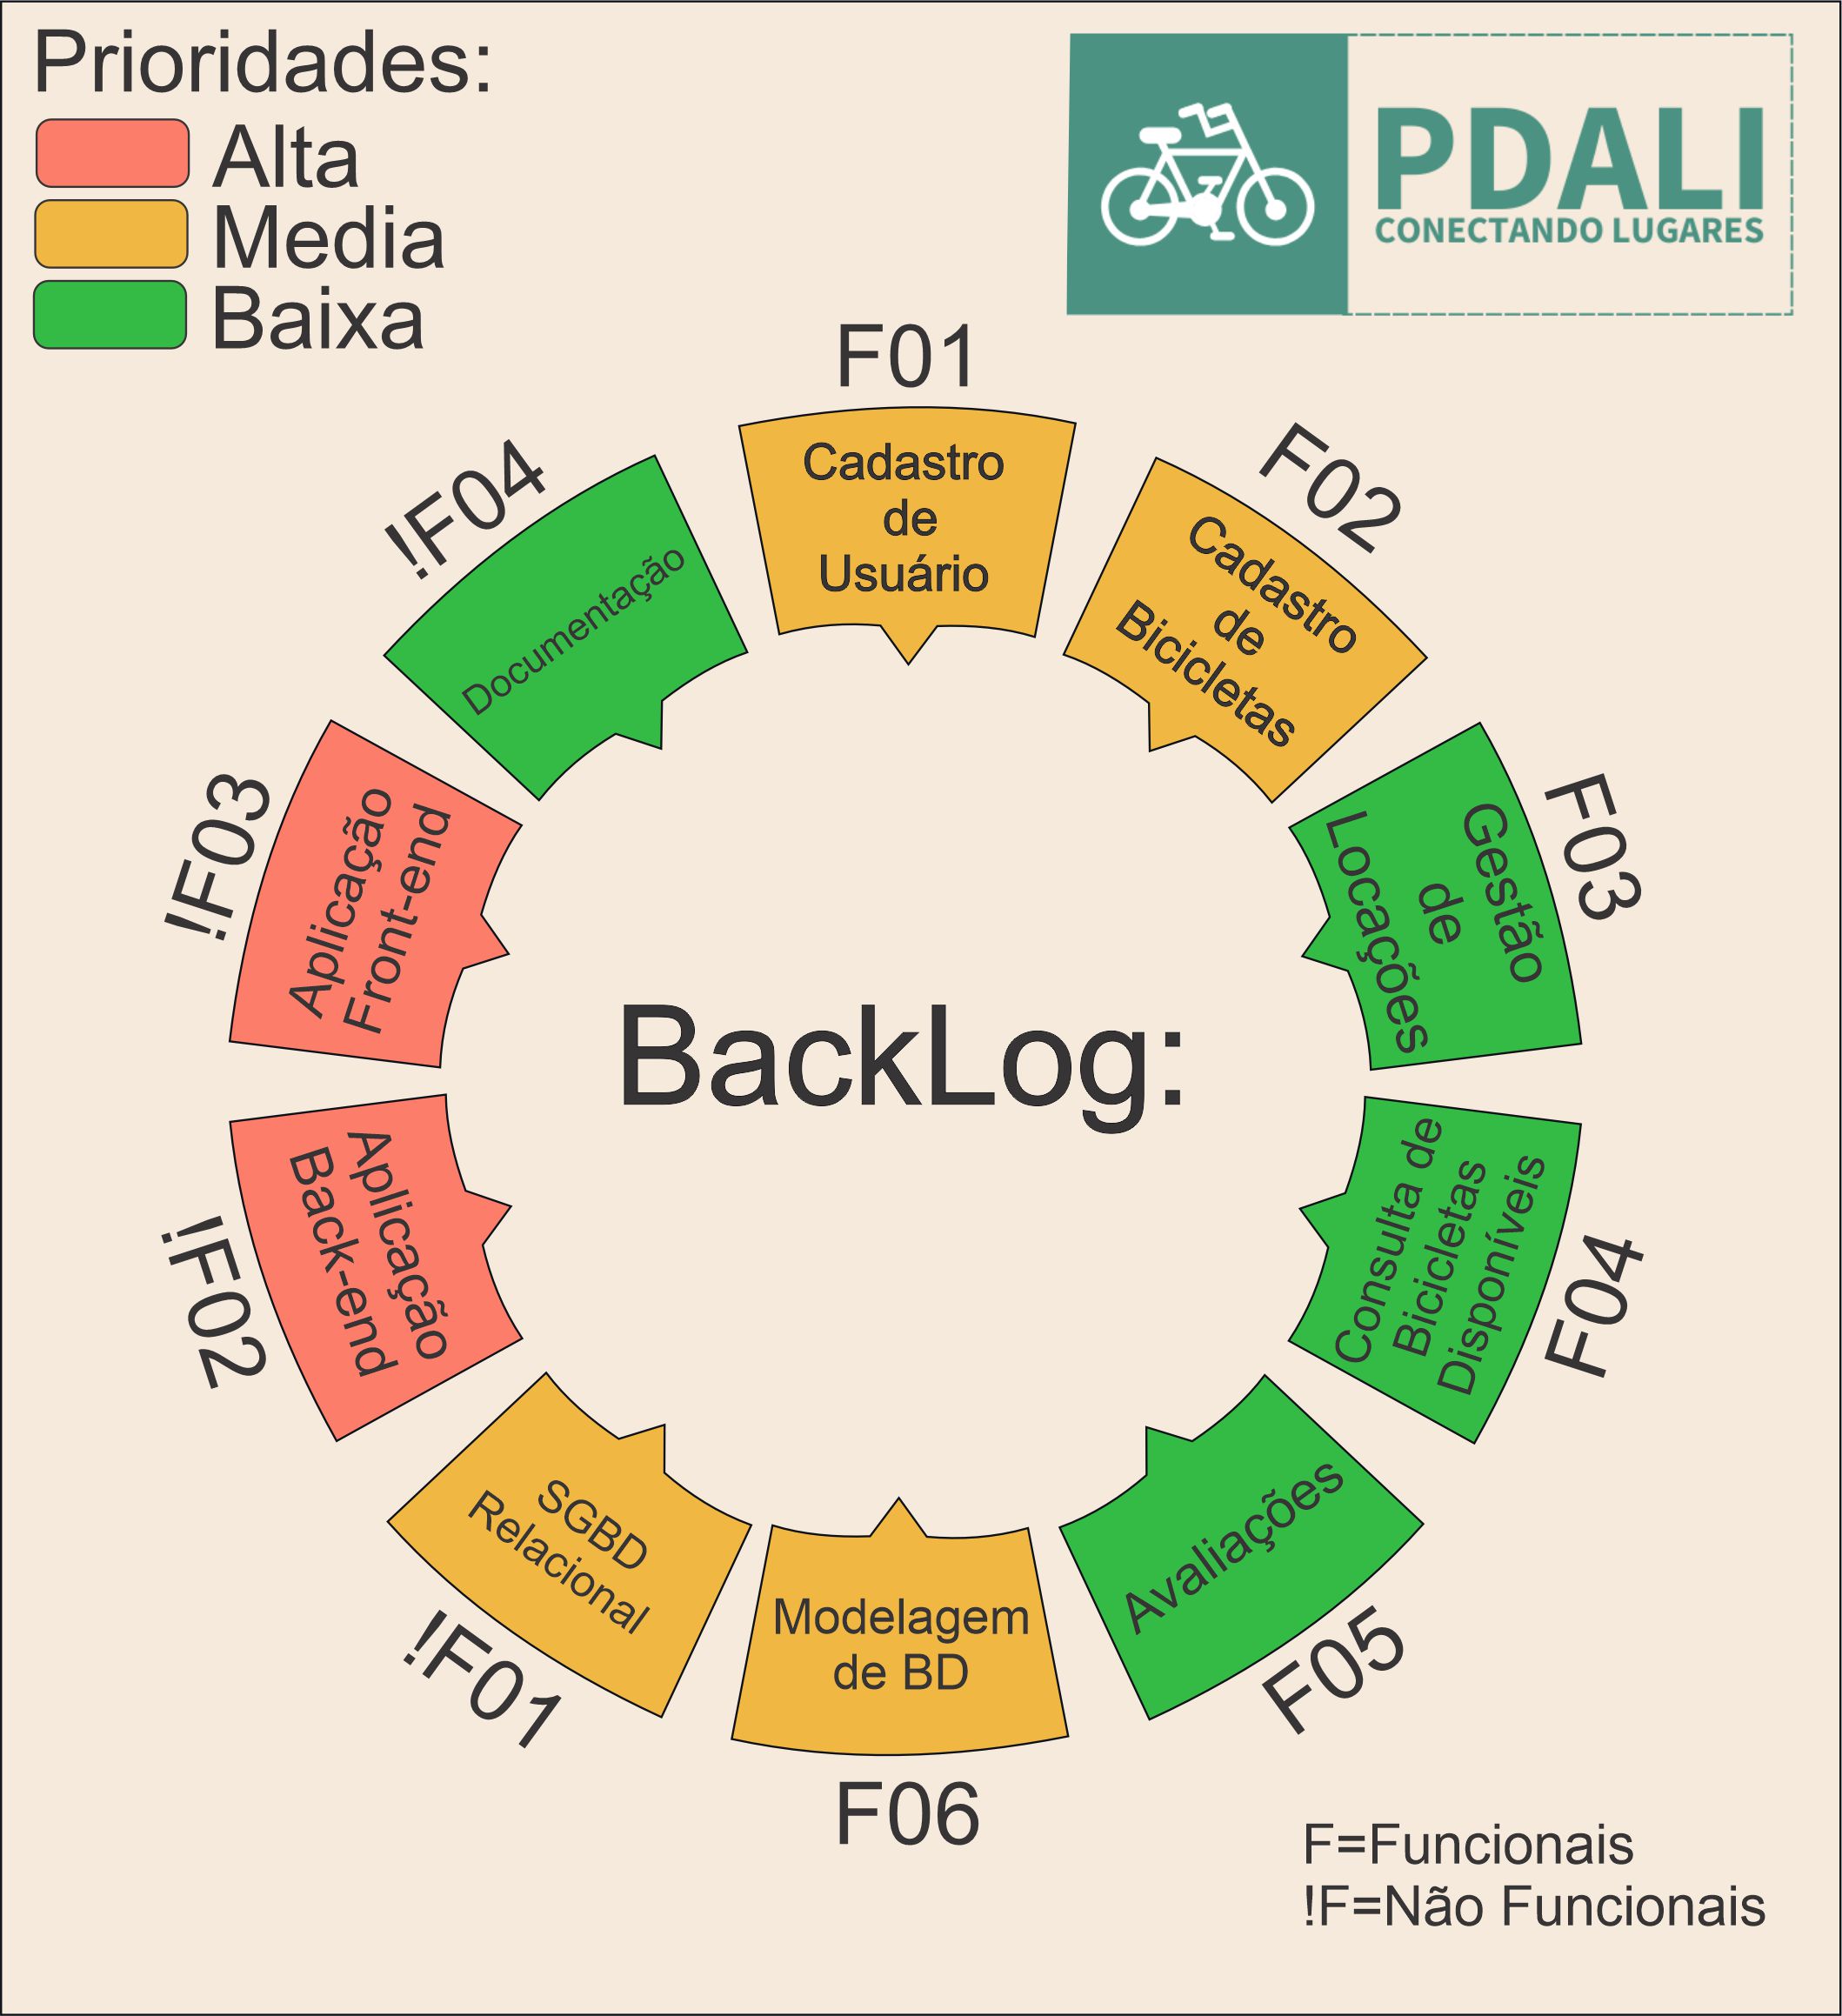 Prioridades:
Alta
Media
Baixa
PDALI
CONECTANDO LUGARES
F01
Cadastro
de
Usuário
F02
Cadastro
de
Bicicletas
F03
Gestão
de
Locações
F04
Consulta de
Bicicletas
Disponíveis
F05
Avaliações
F06
Modelagem
de BD
!F01
SGBD
Relacional
!F02
Aplicação
Back-end
!F03
Aplicação
Front-end
!F04
Documentação
BackLog:
F=Funcionais
!F=Não Funcionais